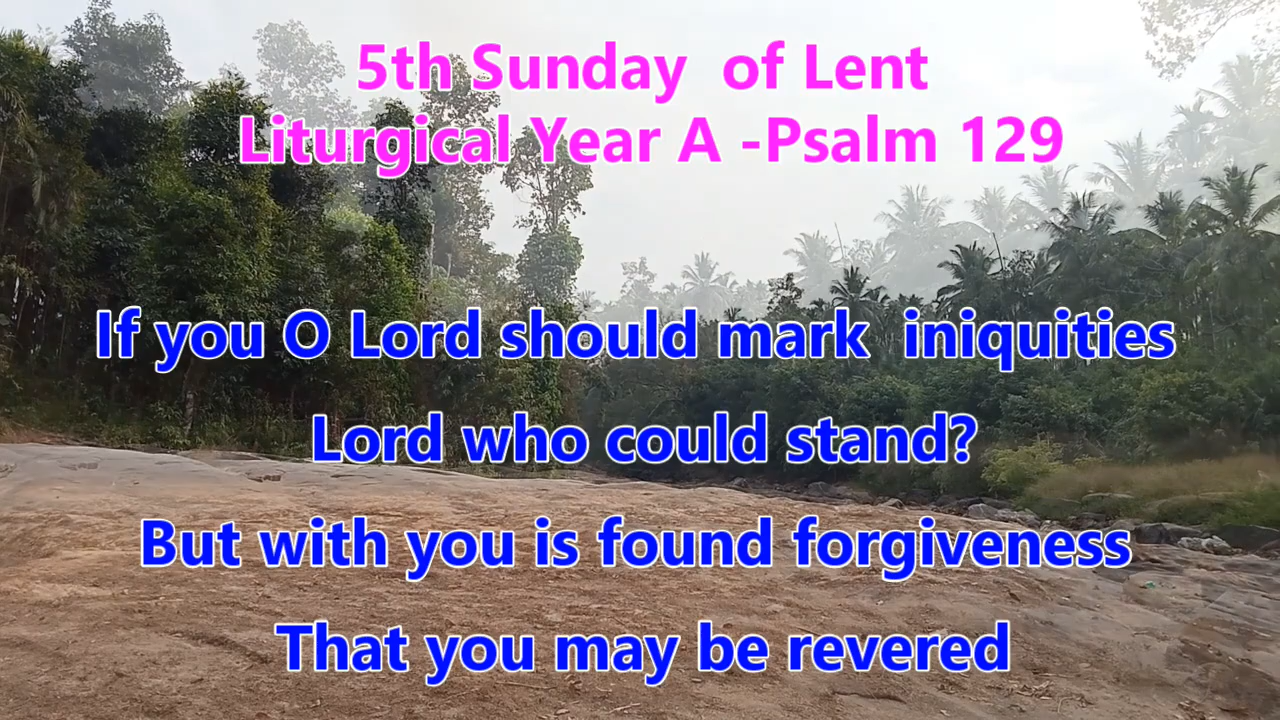 5th Sunday  of Lent
Liturgical Year A -Psalm 129
If you O Lord should mark  iniquities
Lord who could stand?
But with you is found forgiveness
That you may be revered